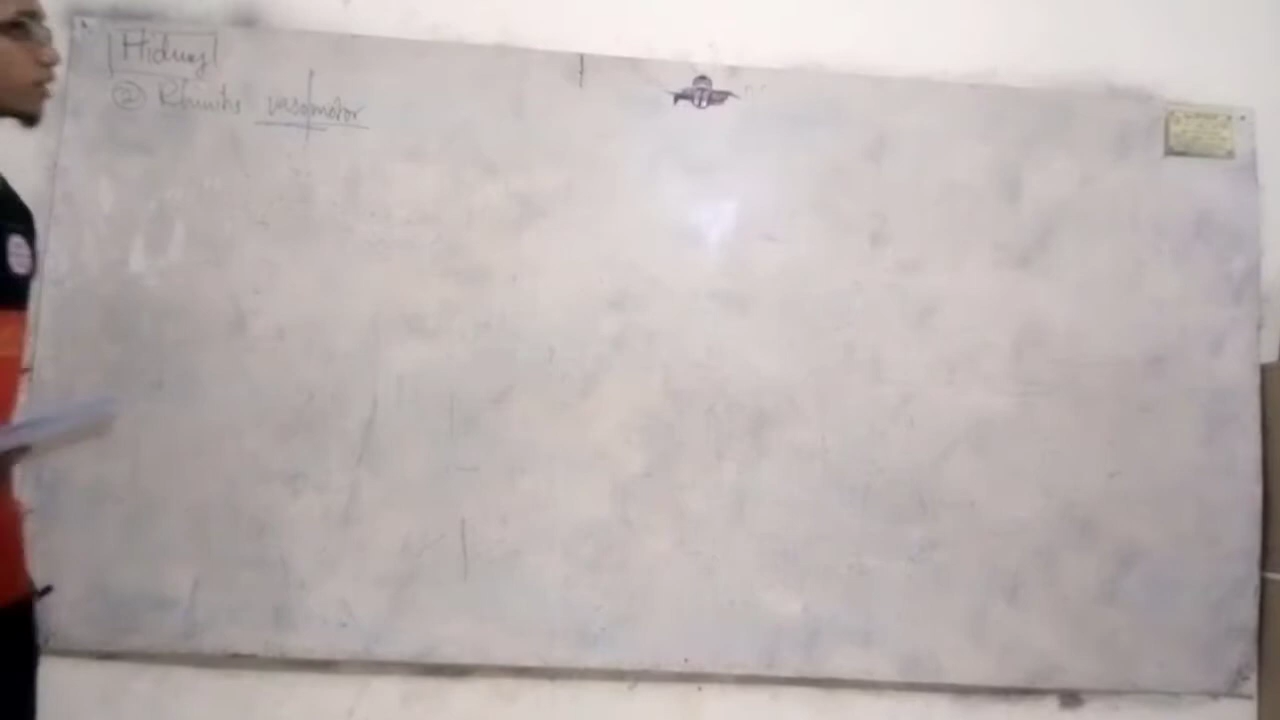 Hidung
② Rhinitis vasomotor